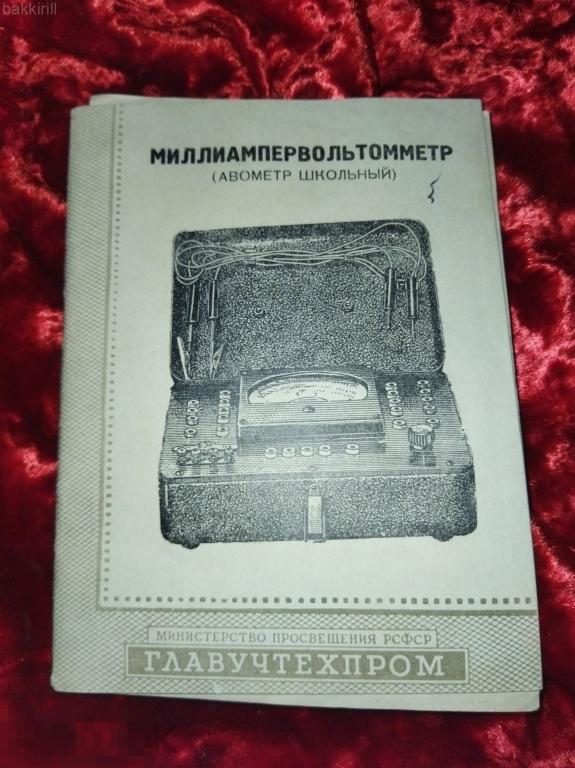 bakkirill
МИЛЛИАМПЕРВОЛЬТОММЕТР
(АВОМЕТР ШКОЛЬНЫЙ)
МИНИСТЕРСТВО ПРОСВЕЩЕНИЯ РСФСР
ГЛАВУЧТЕХПРОМ